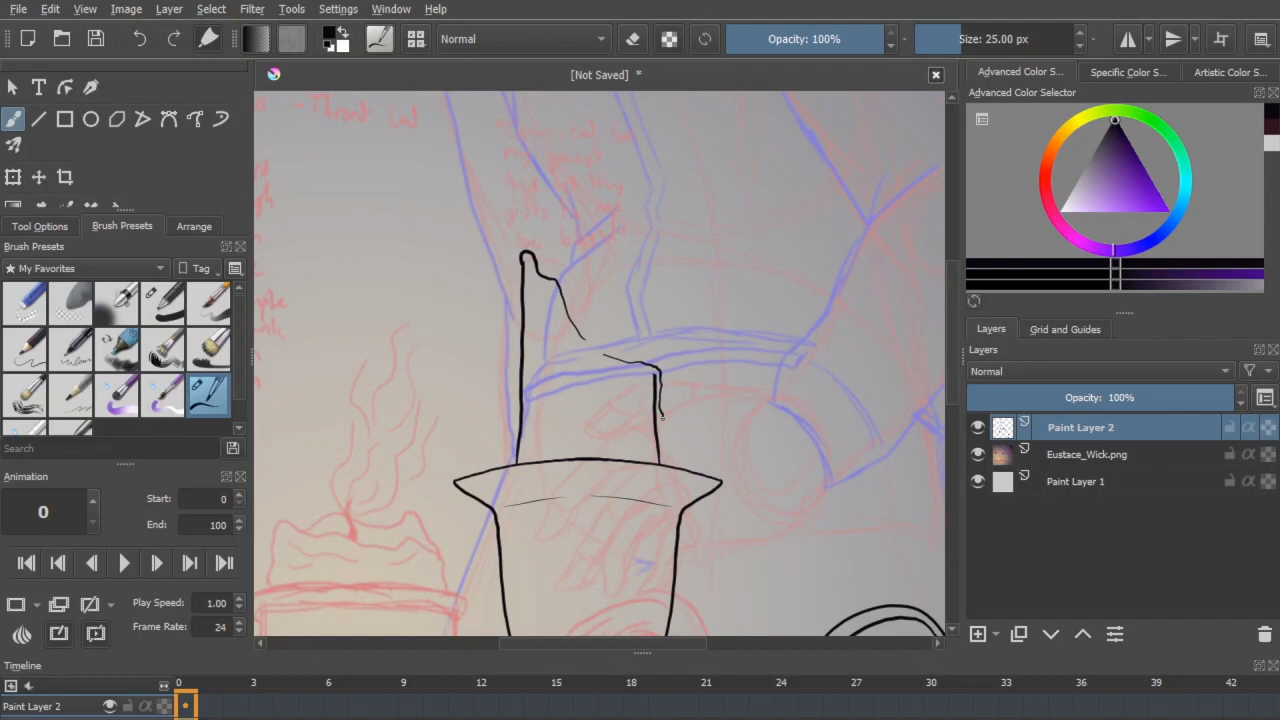 File Edit View Image Layer Select Filter Tools Settings Window Help
Normal
Opacity: 100%
Size: 25.00 px
[Not Saved] *
×
Advanced Color S... Specific Color S... Artistic Color S...
Advanced Color Selector
- Throat Cut
Tool Options Brush Presets Arrange
Brush Presets
★ My Favorites
Tag
Search
Animation
0
Start: 0
End: 100
Play Speed: 1.00
Frame Rate: 24
Layers Grid and Guides
Layers
Normal
Opacity: 100%
Paint Layer 2
Eustace_Wick.png
Paint Layer 1
Timeline
0 3 6 9 12 15 18 21 24 27 30 33 36 39 42
Paint Layer 2